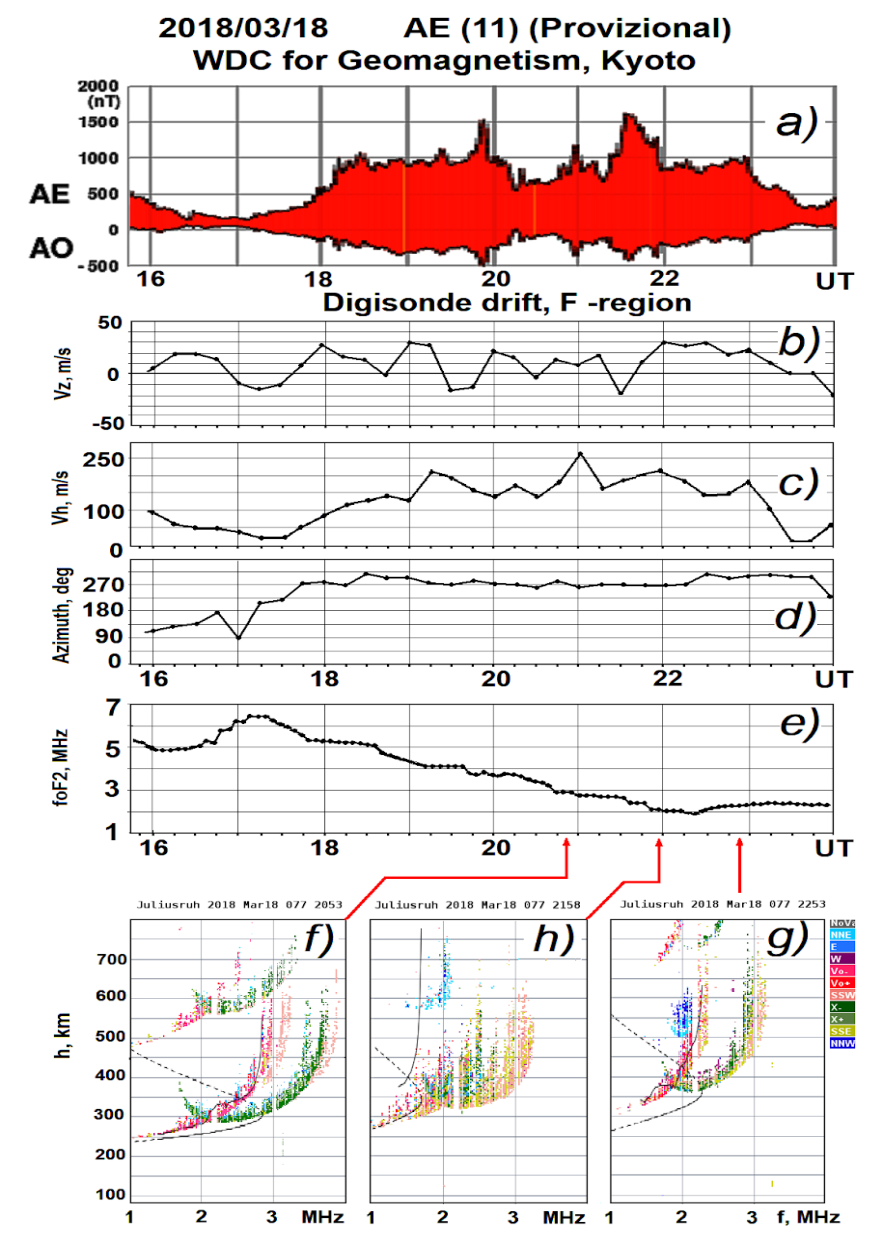 2018/03/18 AE (11) (Provizional)
WDC for Geomagnetism, Kyoto
2000
(nT)
1500
1000
500
0
-500
AE
AO
a)
16 18 20 22 UT
Digisonde drift, F -region
50
0
-50
Vz, m/s
b)
250
100
0
Vh, m/s
c)
270
180
90
0
Azimuth, deg
d)
16 18 20 22 UT
7
5
3
1
foF2, MHz
e)
16 18 20 UT
Juliusruh 2018 Mar18 077 2053
Juliusruh 2018 Mar18 077 2158
Juliusruh 2018 Mar18 077 2253
f)
h)
g)
700
600
500
400
300
200
100
h, km
1 2 3 MHz
1 2 3 MHz
1 2 3 f, MHz
NNE
E
W
Vo-
Vo+
SSW
X-
X+
SSE
NNW